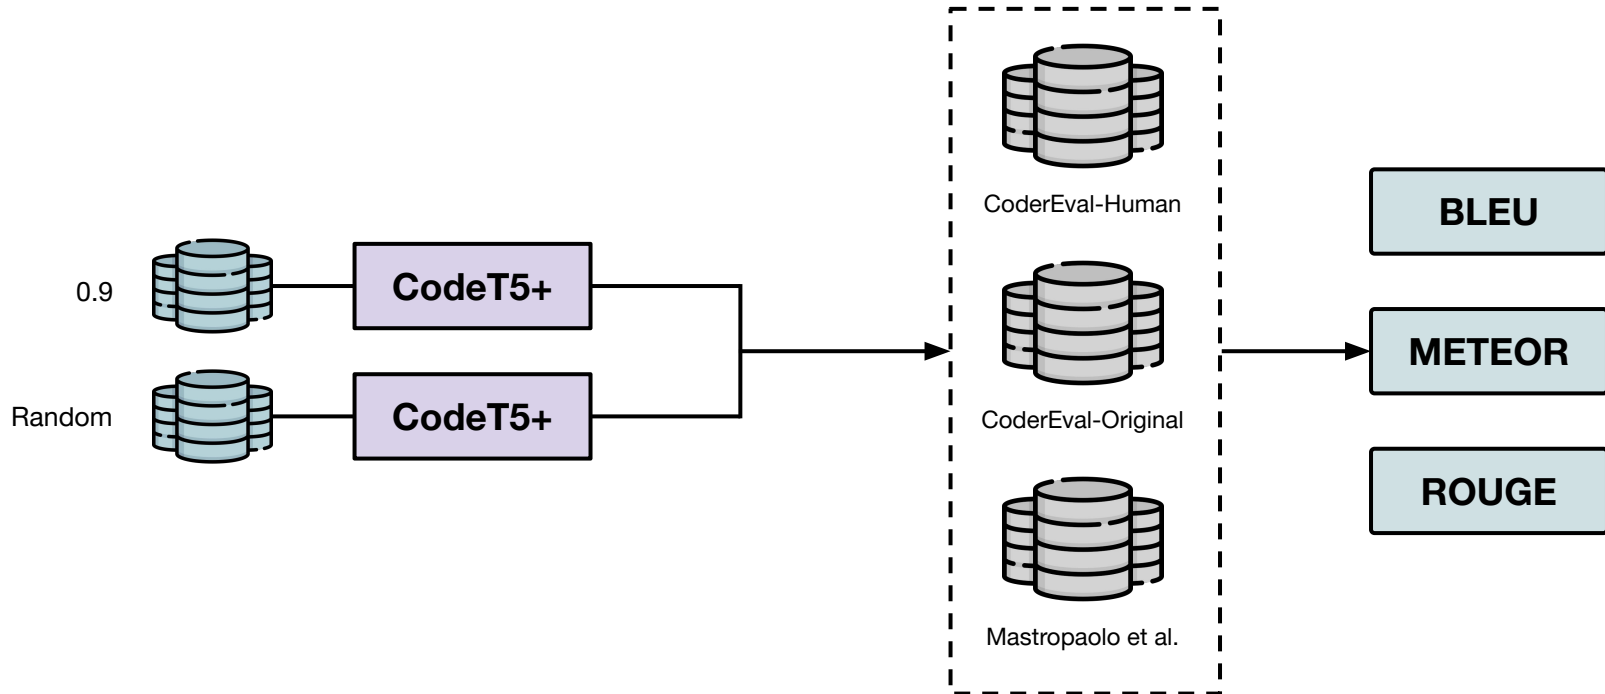 0.9
CodeT5+
Random
CodeT5+
CoderEval-Human
CoderEval-Original
Mastropaolo et al.
BLEU
METEOR
ROUGE